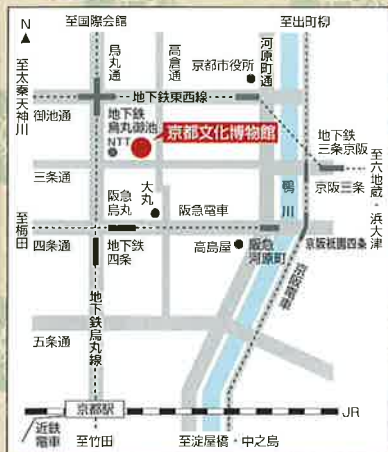 至国際会館
至出町柳
N
烏丸通
高倉通
河原町通
至太秦天神川
京都市役所
地下鉄東西線
御池通
地下鉄
烏丸御池
NTT
京都文化博物館
地下鉄
三条京阪
三条通
鴨川
京阪三条
至六地蔵・浜大津
大丸
阪急
烏丸
阪急電車
至梅田
四条通
地下鉄
四条
高島屋
阪急
河原町
京阪祇園四条
京阪電車
地下鉄烏丸線
五条通
京都駅
JR
近鉄
電車
至竹田
至淀屋橋・中之島